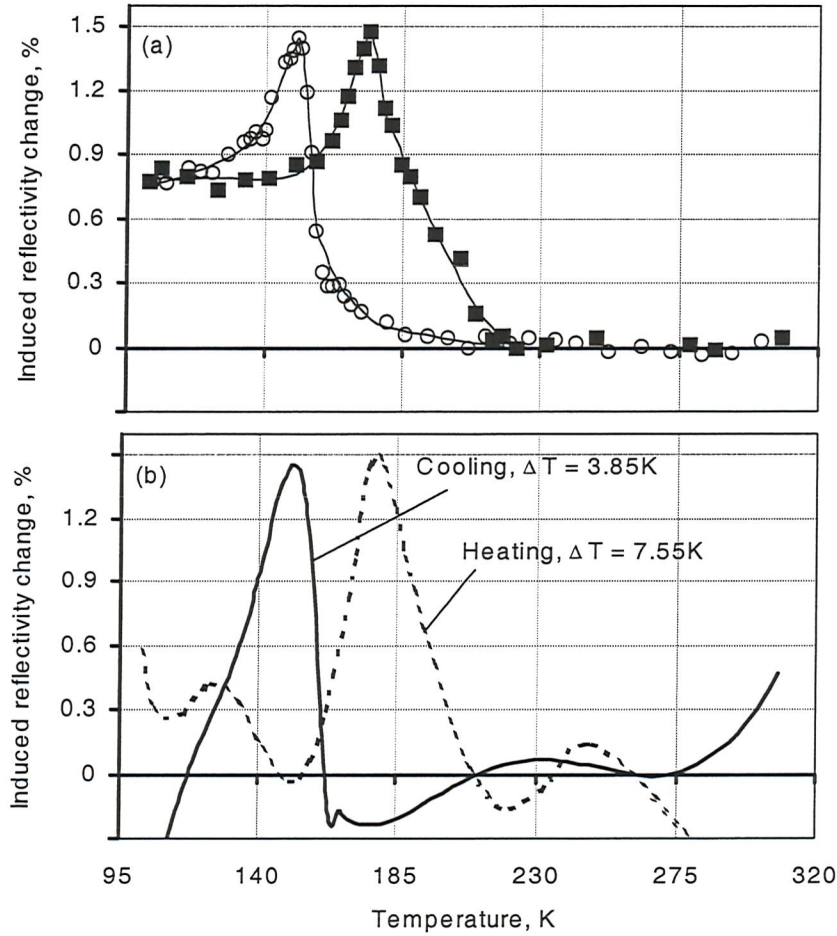 Induced reflectivity change, %
1.5
1.2
0.9
0.6
0.3
0
(a)
Induced reflectivity change, %
1.2
0.9
0.6
0.3
0
(b)
Cooling, Δ T = 3.85K
Heating, Δ T = 7.55K
95 140 185 230 275 320
Temperature, K